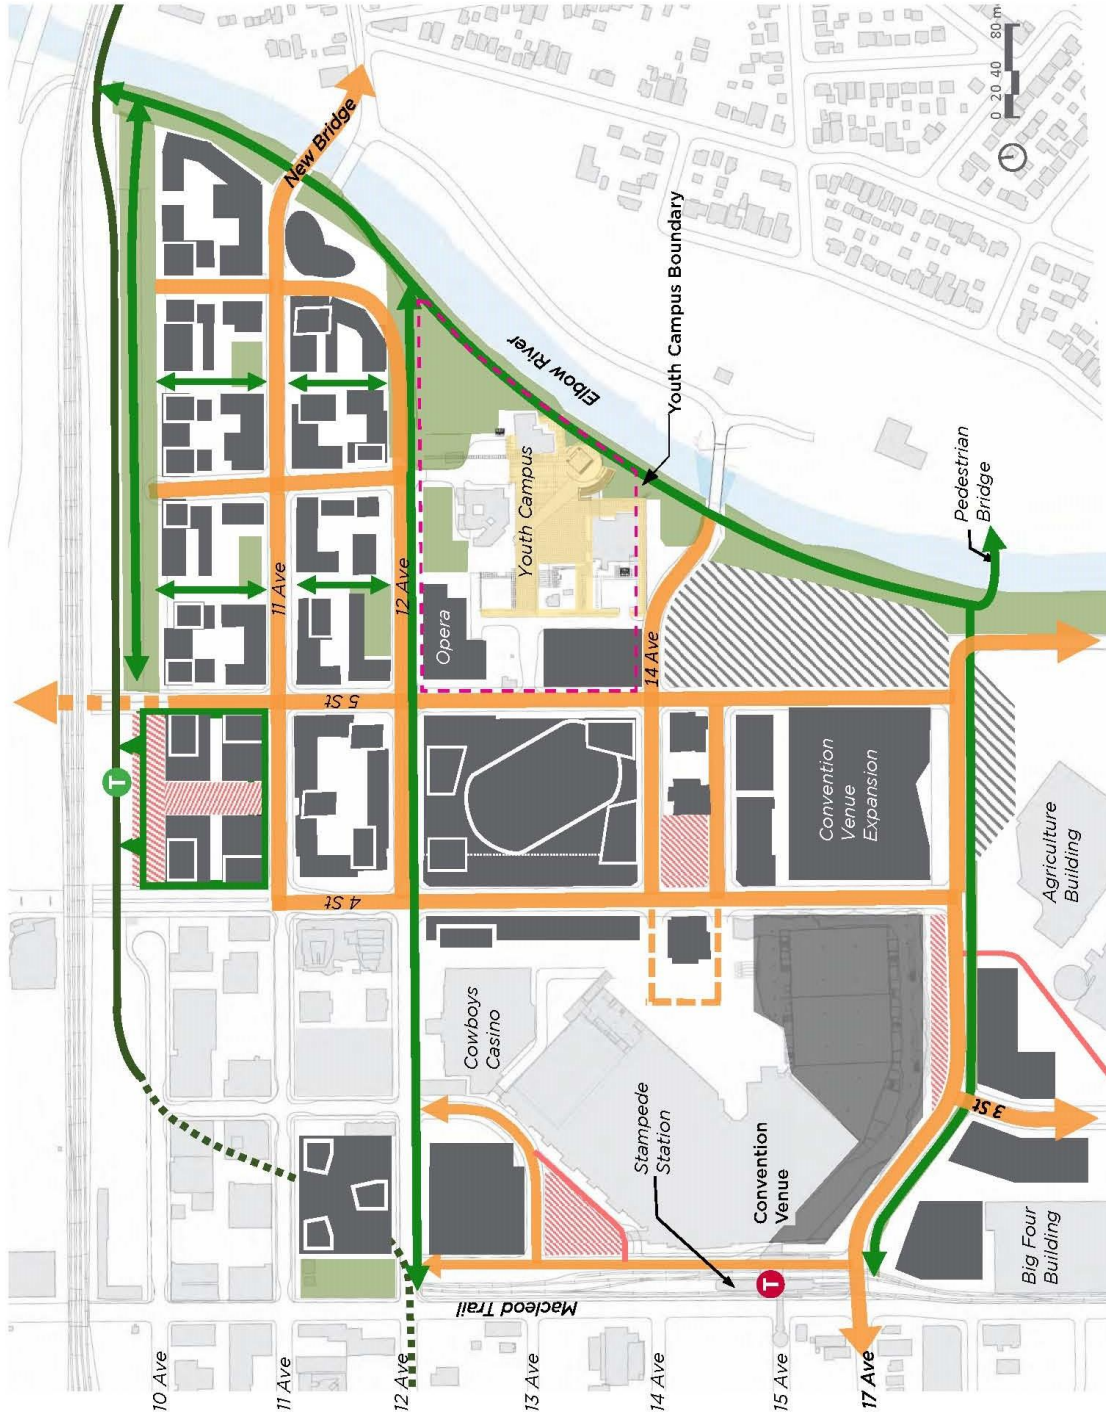 0 20 40 80 m
New Bridge
Elbow River
Youth Campus Boundary
Youth Campus
Opera
11 Ave
12 Ave
14 Ave
5 St
4 St
T
Pedestrian
Bridge
Convention
Venue
Expansion
Agriculture
Building
Cowboys
Casino
Stampede
Station
Convention
Venue
3 St
T
Big Four
Building
Macleod Trail
10 Ave
11 Ave
12 Ave
13 Ave
14 Ave
15 Ave
17 Ave